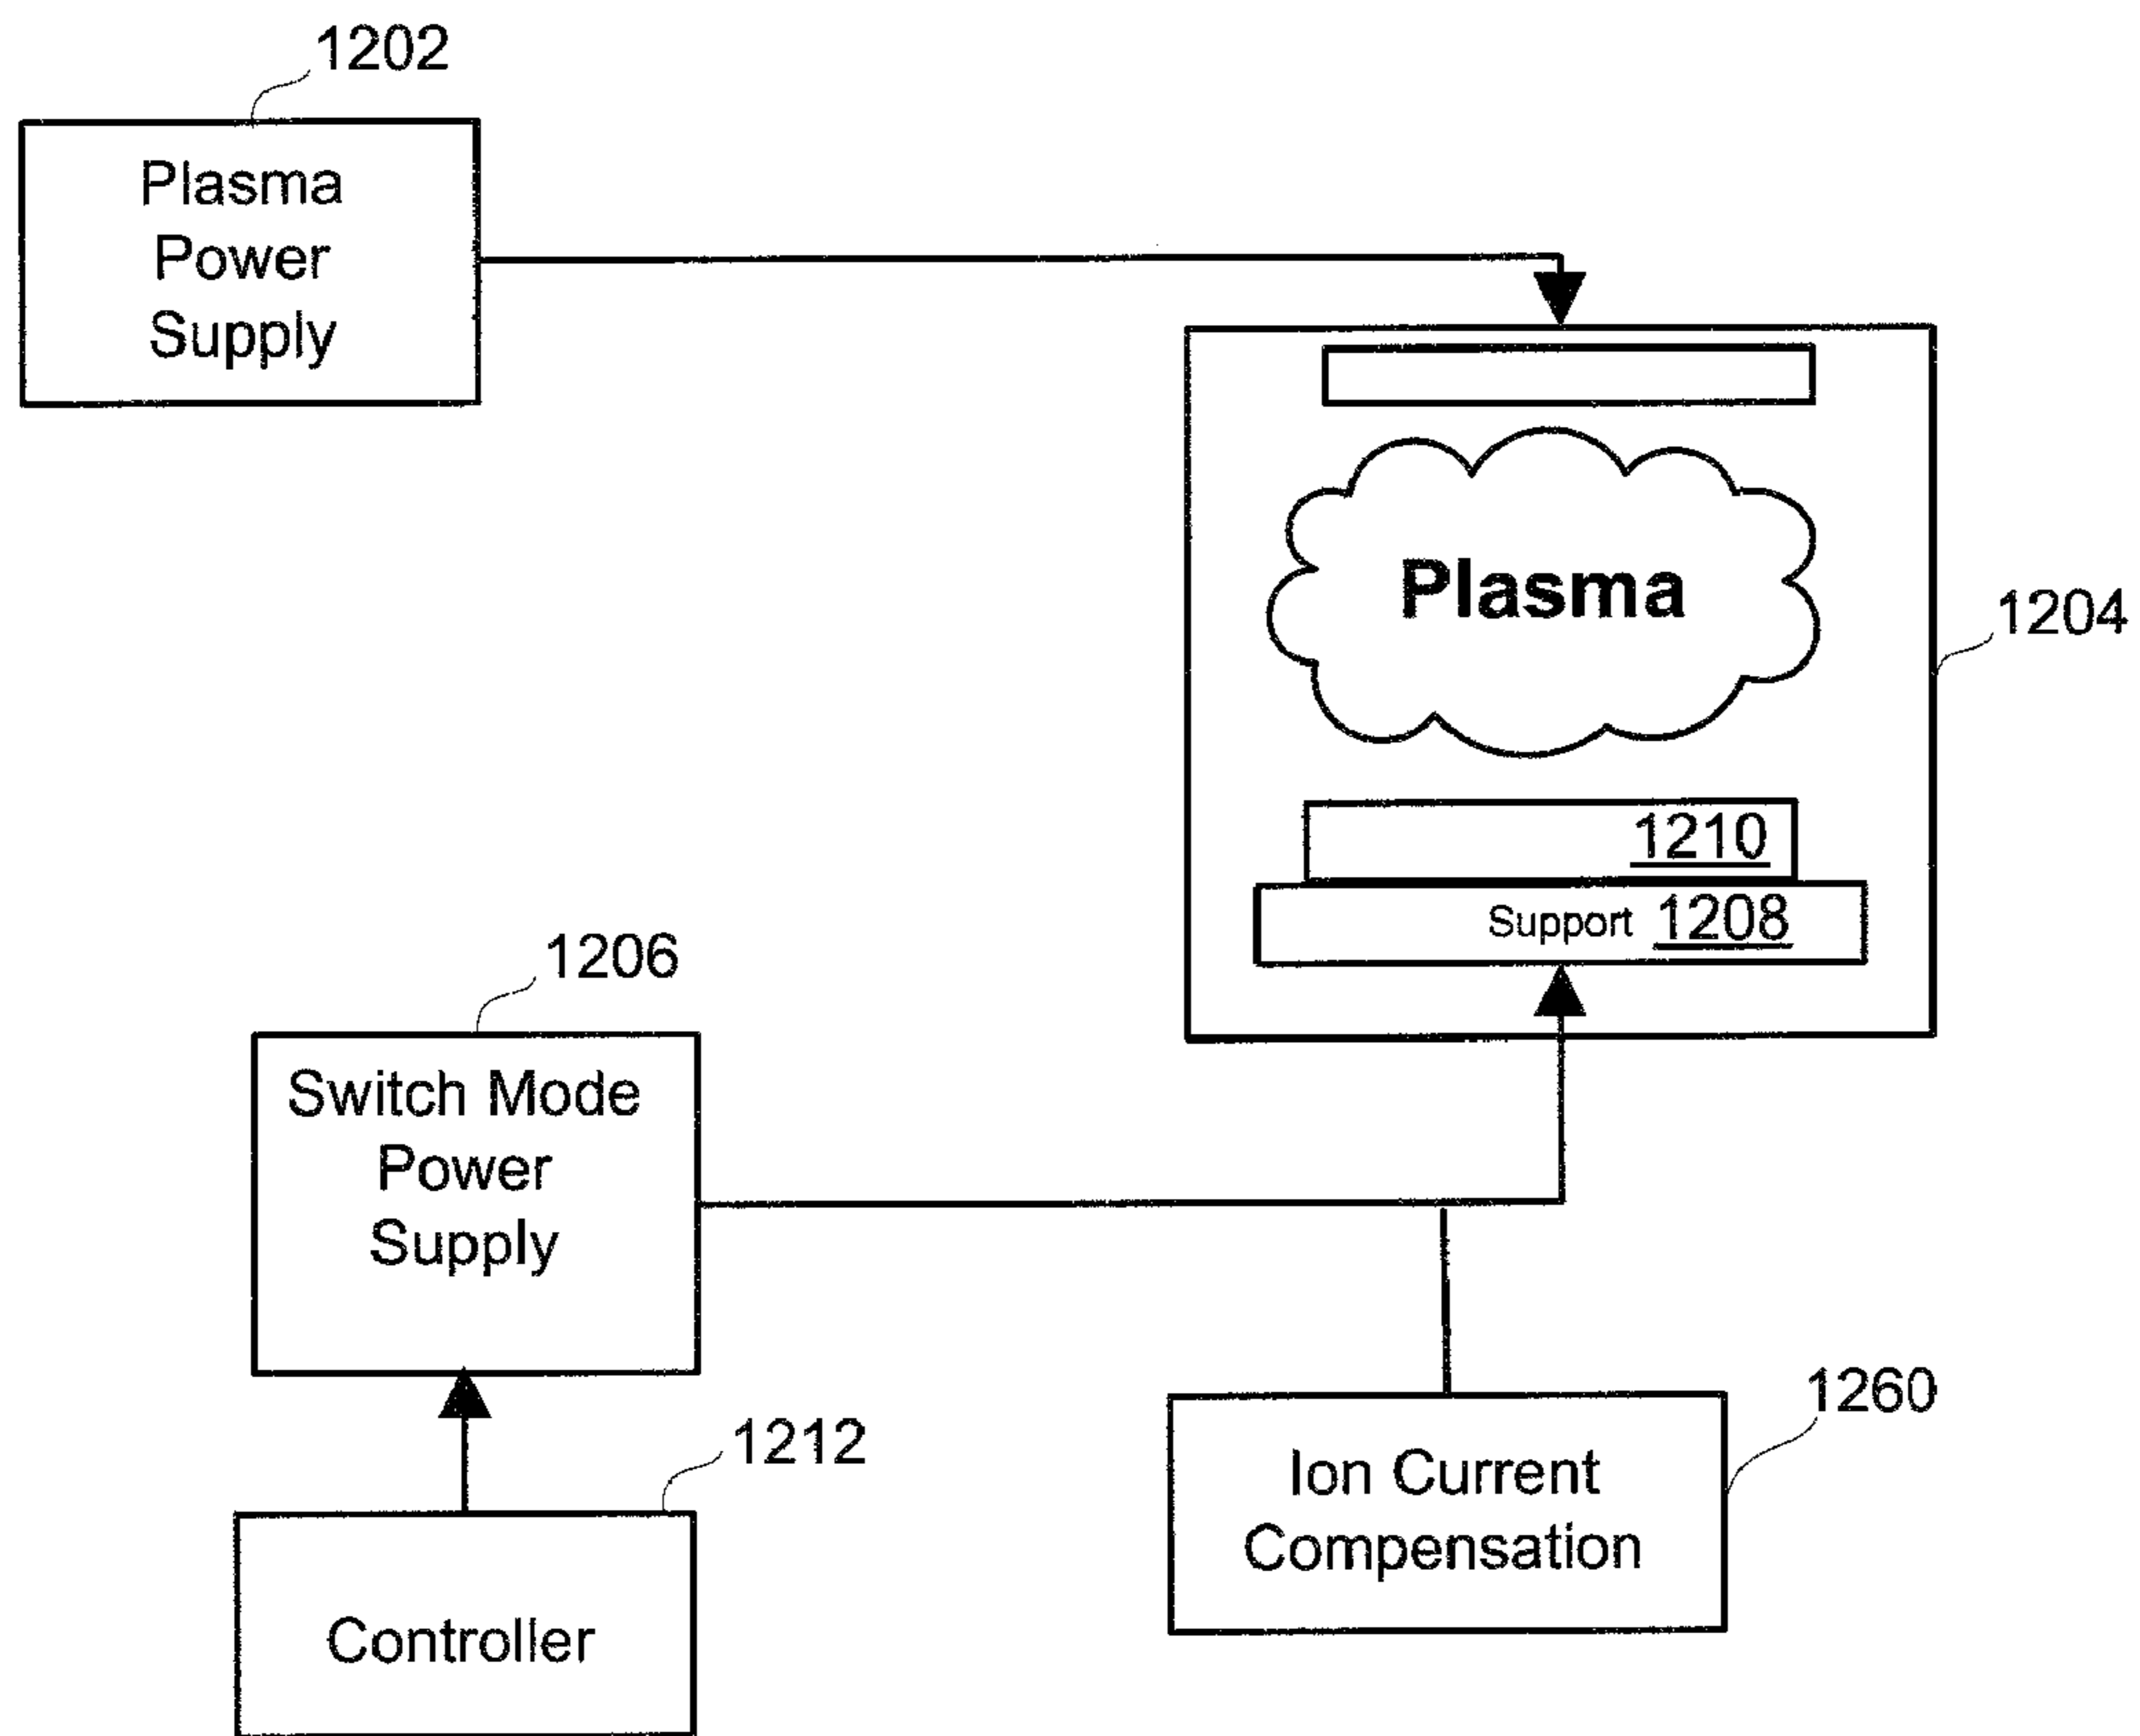 1202
Plasma
Power
Supply
Plasma
1204
1210
Support 1208
1206
Switch Mode
Power
Supply
1212
Controller
1260
Ion Current
Compensation